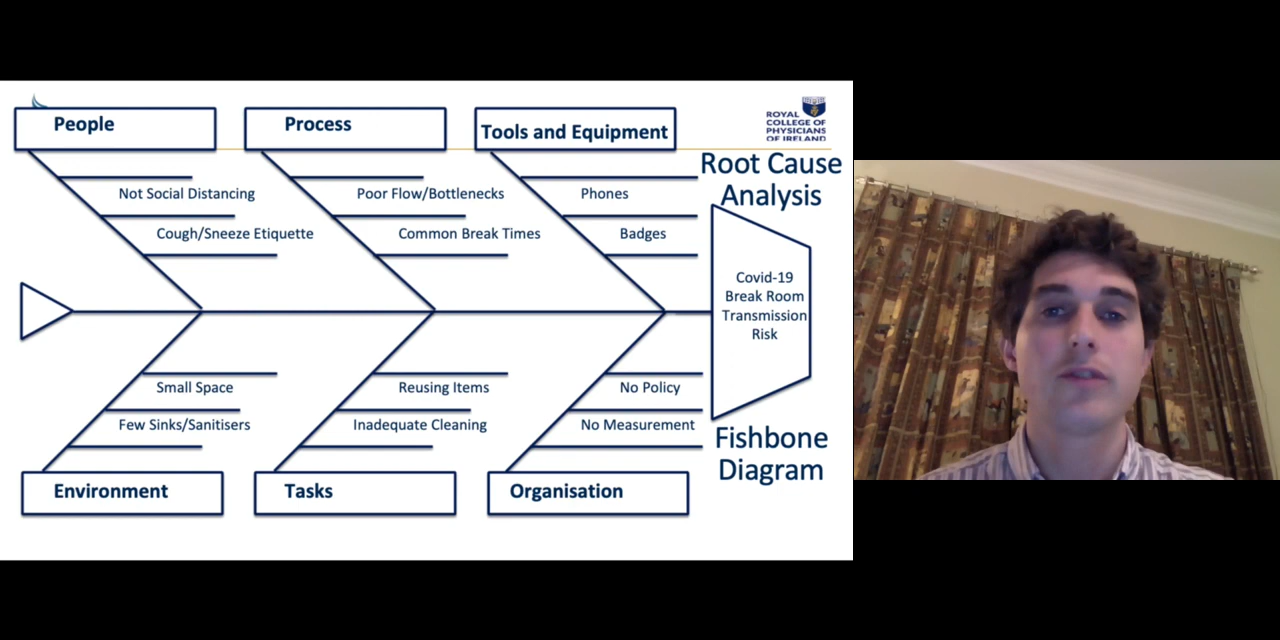 People
Process
Tools and Equipment
ROYAL
COLLEGE OF
PHYSICIANS
OF IRELAND
Root Cause
Analysis
Not Social Distancing
Poor Flow/Bottlenecks
Phones
Cough/Sneeze Etiquette
Common Break Times
Badges
Covid-19
Break Room
Transmission
Risk
Small Space
Reusing Items
No Policy
Few Sinks/Sanitisers
Inadequate Cleaning
No Measurement
Fishbone
Diagram
Environment
Tasks
Organisation